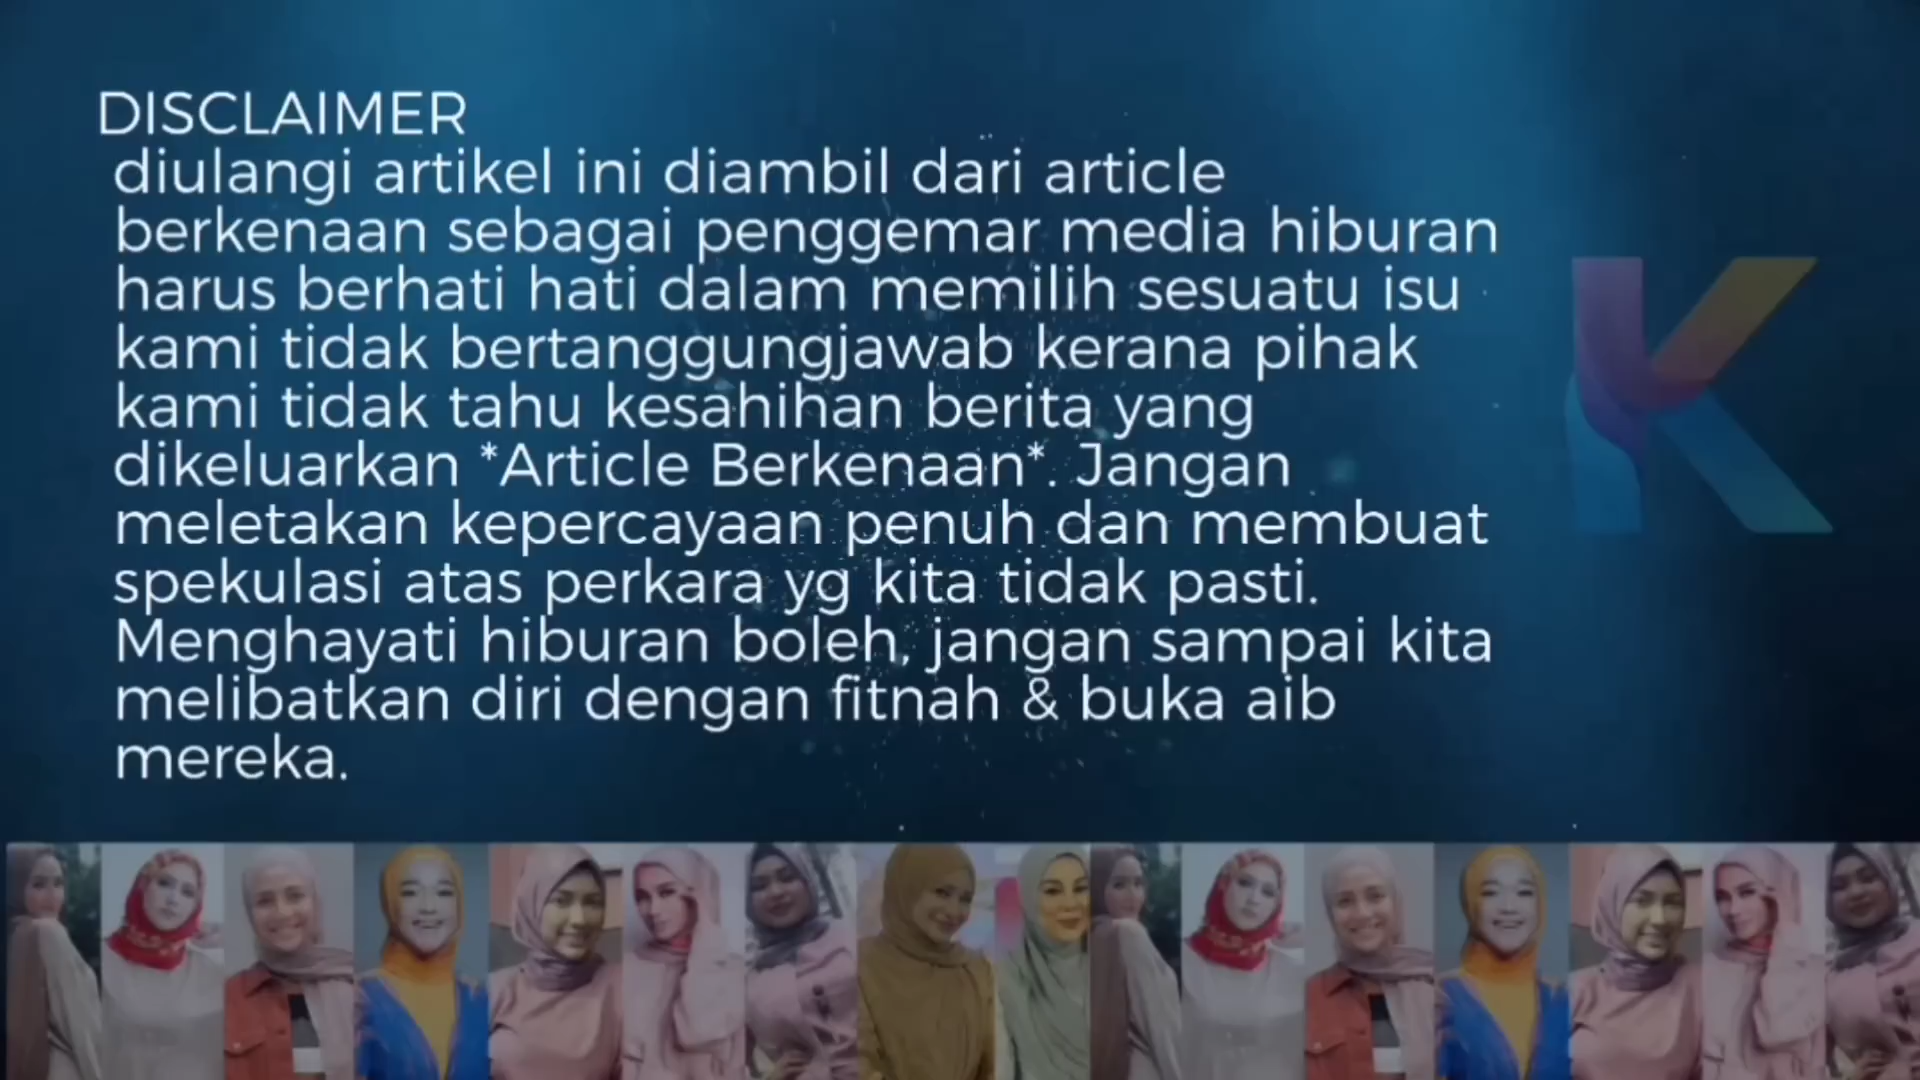 DISCLAIMER
diulangi artikel ini diambil dari article
berkenaan sebagai penggemar media hiburan
harus berhati hati dalam memilih sesuatu isu
kami tidak bertanggungjawab kerana pihak
kami tidak tahu kesahihan berita yang
dikeluarkan *Article Berkenaan*. Jangan
meletakan kepercayaan penuh dan membuat
spekulasi atas perkara yg kita tidak pasti.
Menghayati hiburan boleh, jangan sampai kita
melibatkan diri dengan fitnah & buka aib
mereka.
K